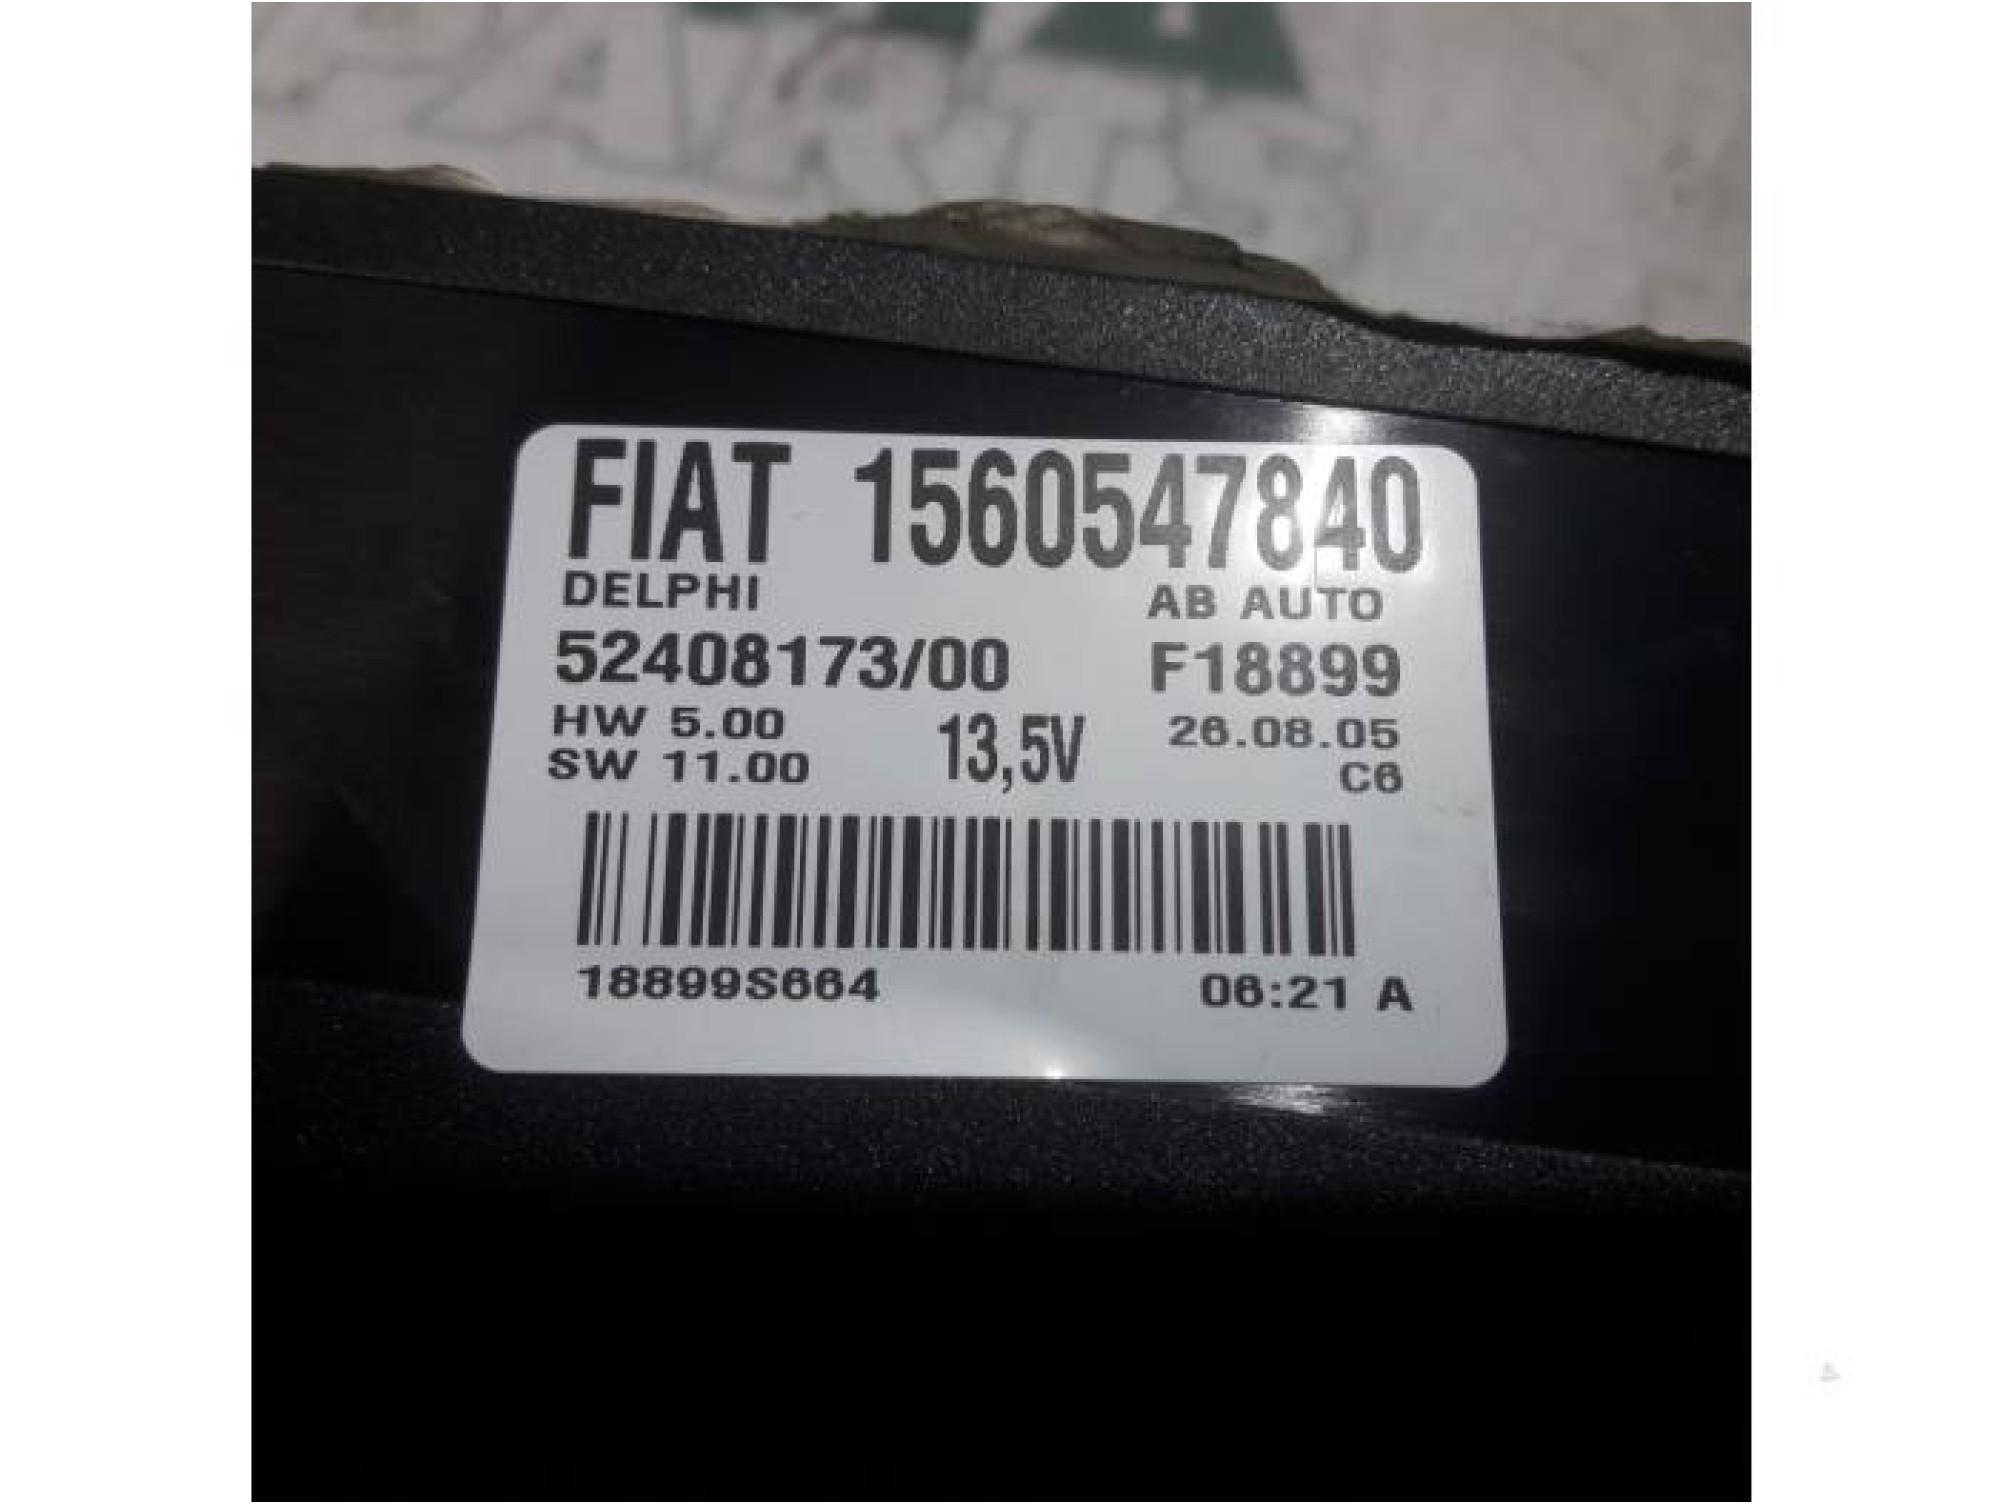 PARTS
FIAT 1560547840
DELPHI AB AUTO
52408173/00 F18899
HW 5.00 13,5V 26.08.05
SW 11.00 C6
18899S664 06:21 A